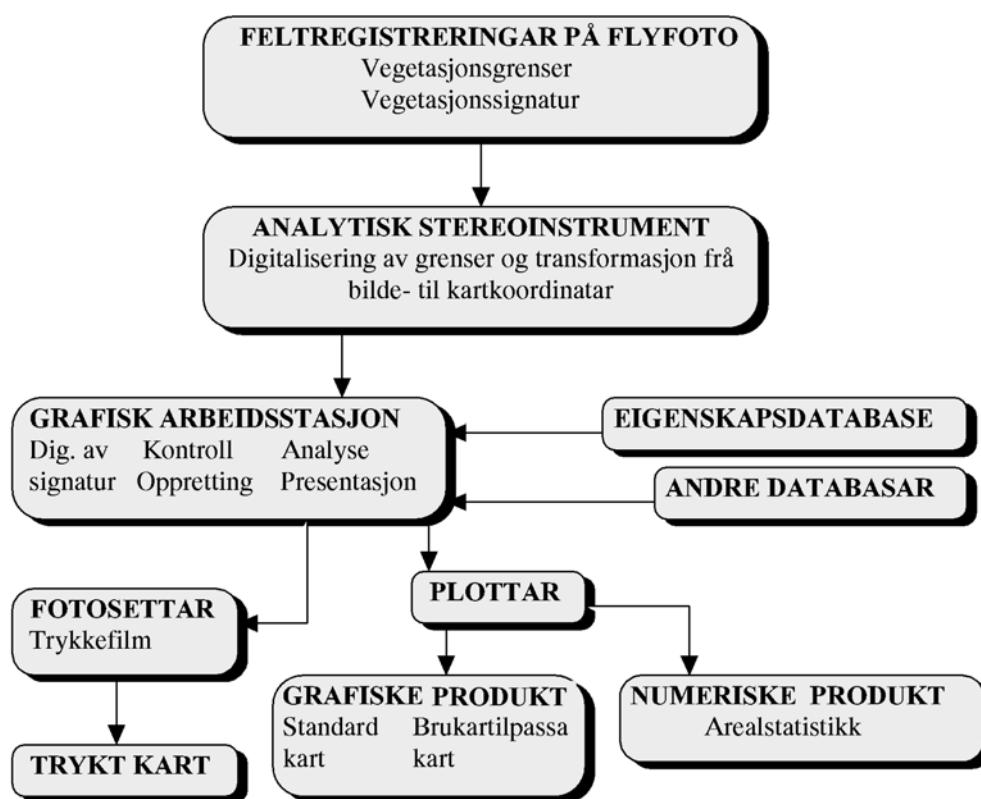 FELTREGISTRERINGAR PÅ FLYFOTO
Vegetasjonsgrenser
Vegetasjonssignatur
ANALYTISK STEREOINSTRUMENT
Digitalisering av grenser og transformasjon frå
bilde- til kartkoordinatar
GRAFISK ARBEIDSSTASJON
Dig. av Kontroll Analyse
signatur Oppretting Presentasjon
EIGENSKAPSDATABASE
ANDRE DATABASAR
PLOTTAR
FOTOSETTAR
Trykkefilm
GRAFISKE PRODUKT
Standard Brukartilpassa
kart kart
NUMERISKE PRODUKT
Arealstatistikk
TRYKT KART